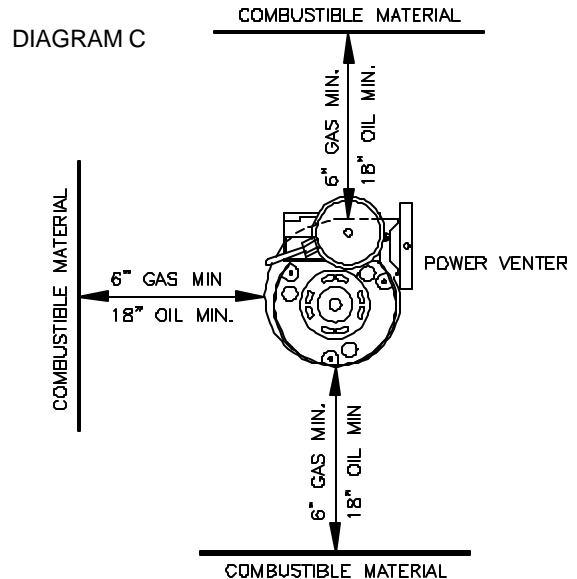 COMBUSTIBLE MATERIAL
DIAGRAM C
6" GAS MIN.
18" OIL MIN.
COMBUSTIBLE MATERIAL
6" GAS MIN
18" OIL MIN.
POWER VENTER
6" GAS MIN.
18" OIL MIN
COMBUSTIBLE MATERIAL